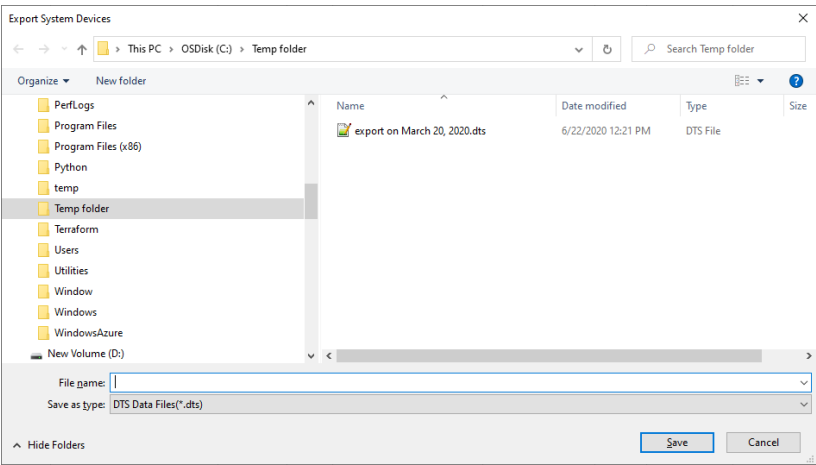 Export System Devices
This PC > OSDisk (C:) > Temp folder
Search Temp folder
Organize New folder
PerfLogs
Program Files
Program Files (x86)
Python
temp
Temp folder
Terraform
Users
Utilities
Window
Windows
WindowsAzure
New Volume (D:)
Name Date modified Type Size
export on March 20, 2020.dts 6/22/2020 12:21 PM DTS File
File name:
Save as type: DTS Data Files(*.dts)
Hide Folders Save Cancel